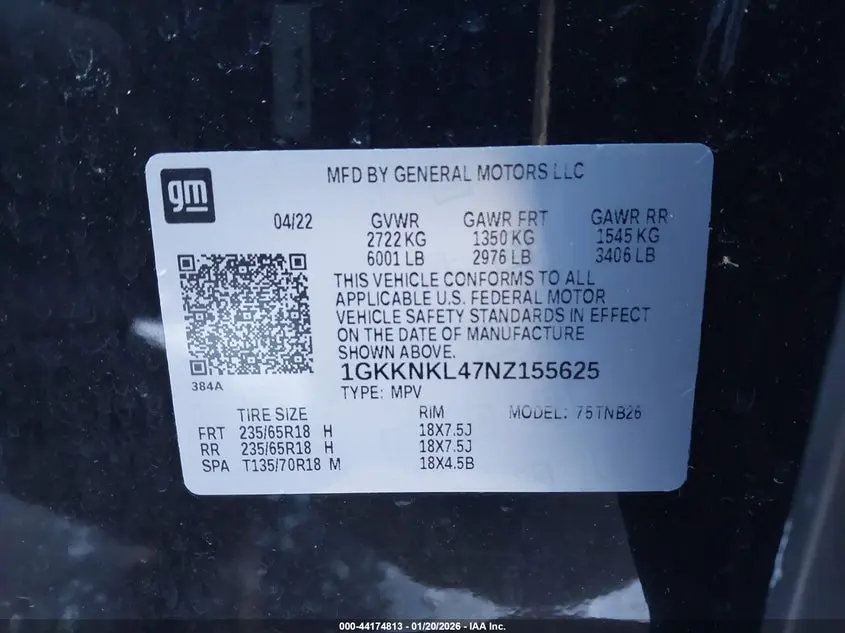 gm
MFD BY GENERAL MOTORS LLC
04/22 GVWR GAWR FRT GAWR RR
2722 KG 1350 KG 1545 KG
6001 LB 2976 LB 3406 LB
THIS VEHICLE CONFORMS TO ALL
APPLICABLE U.S. FEDERAL MOTOR
VEHICLE SAFETY STANDARDS IN EFFECT
ON THE DATE OF MANUFACTURE
SHOWN ABOVE.
1GKKNKL47NZ155625
384A
TYPE: MPV
TIRE SIZE RIM MODEL: 75TNB26
FRT 235/65R18 H 18X7.5J
RR 235/65R18 H 18X7.5J
SPA T135/70R18 M 18X4.5B
000-44174813 - 01/20/2026 - IAA Inc.